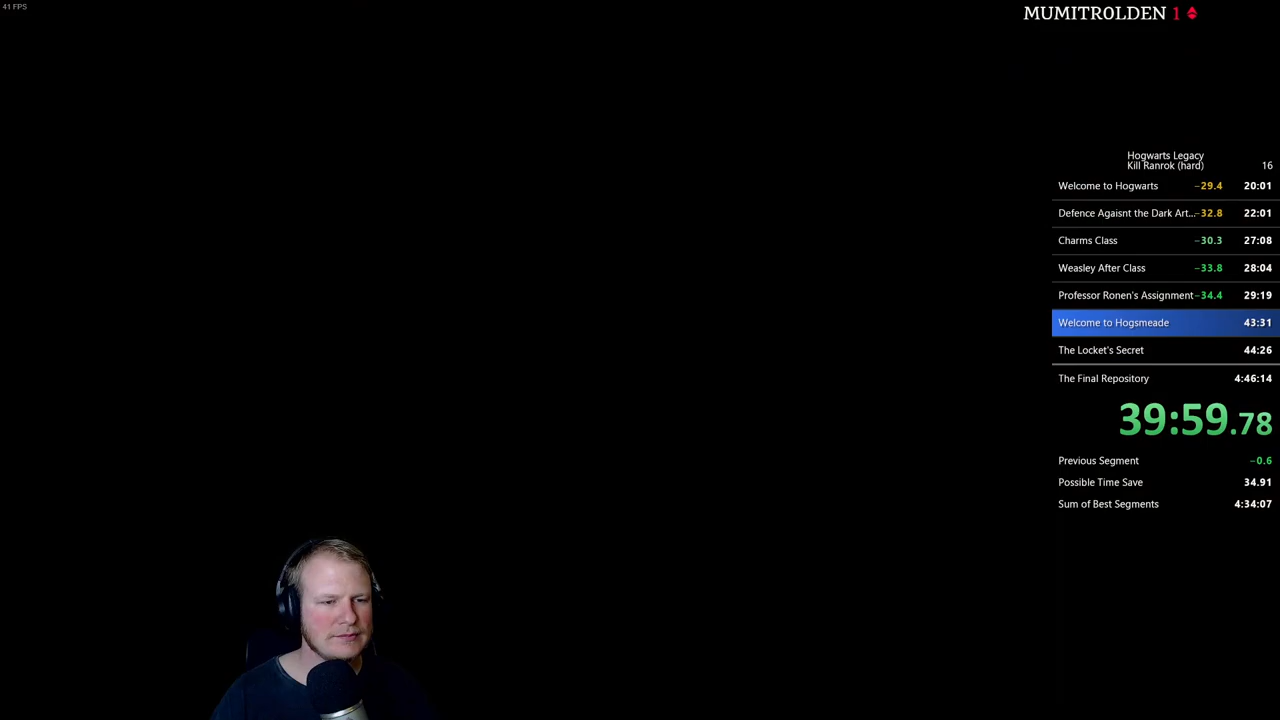 41 FPS
MUMITR0LDEN 1
Hogwarts Legacy
Kill Ranrok (hard) 16
Welcome to Hogwarts −29.4 20:01
Defence Agaisnt the Dark Art... −32.8 22:01
Charms Class −30.3 27:08
Weasley After Class −33.8 28:04
Professor Ronen's Assignment −34.4 29:19
Welcome to Hogsmeade 43:31
The Locket's Secret 44:26
The Final Repository 4:46:14
39:59.78
Previous Segment −0.6
Possible Time Save 34.91
Sum of Best Segments 4:34:07